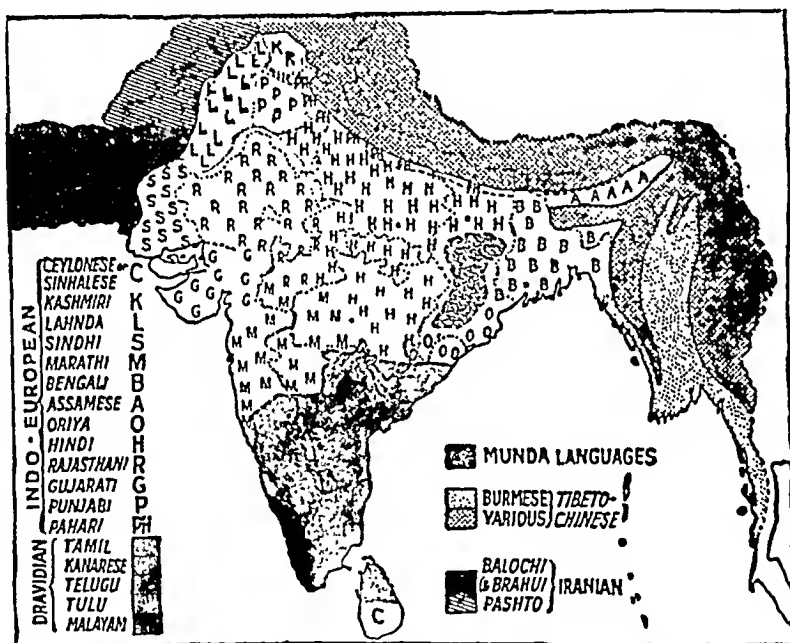 INDO-EUROPEAN
CEYLONESE or C
SINHALESE
KASHMIRI K
LAHNDA L
SINDHI S
MARATHI M
BENGALI B
ASSAMESE A
ORIYA O
HINDI H
RAJASTHANI R
GUJARATI G
PUNJABI P
PAHARI PH
DRAVIDIAN
TAMIL
KANARESE
TELUGU
TULU
MALAYAM
MUNDA LANGUAGES
BURMESE TIBETO-
VARIOUS CHINESE
BALOCHI
(& BRAHUI IRANIAN
PASHTO
C